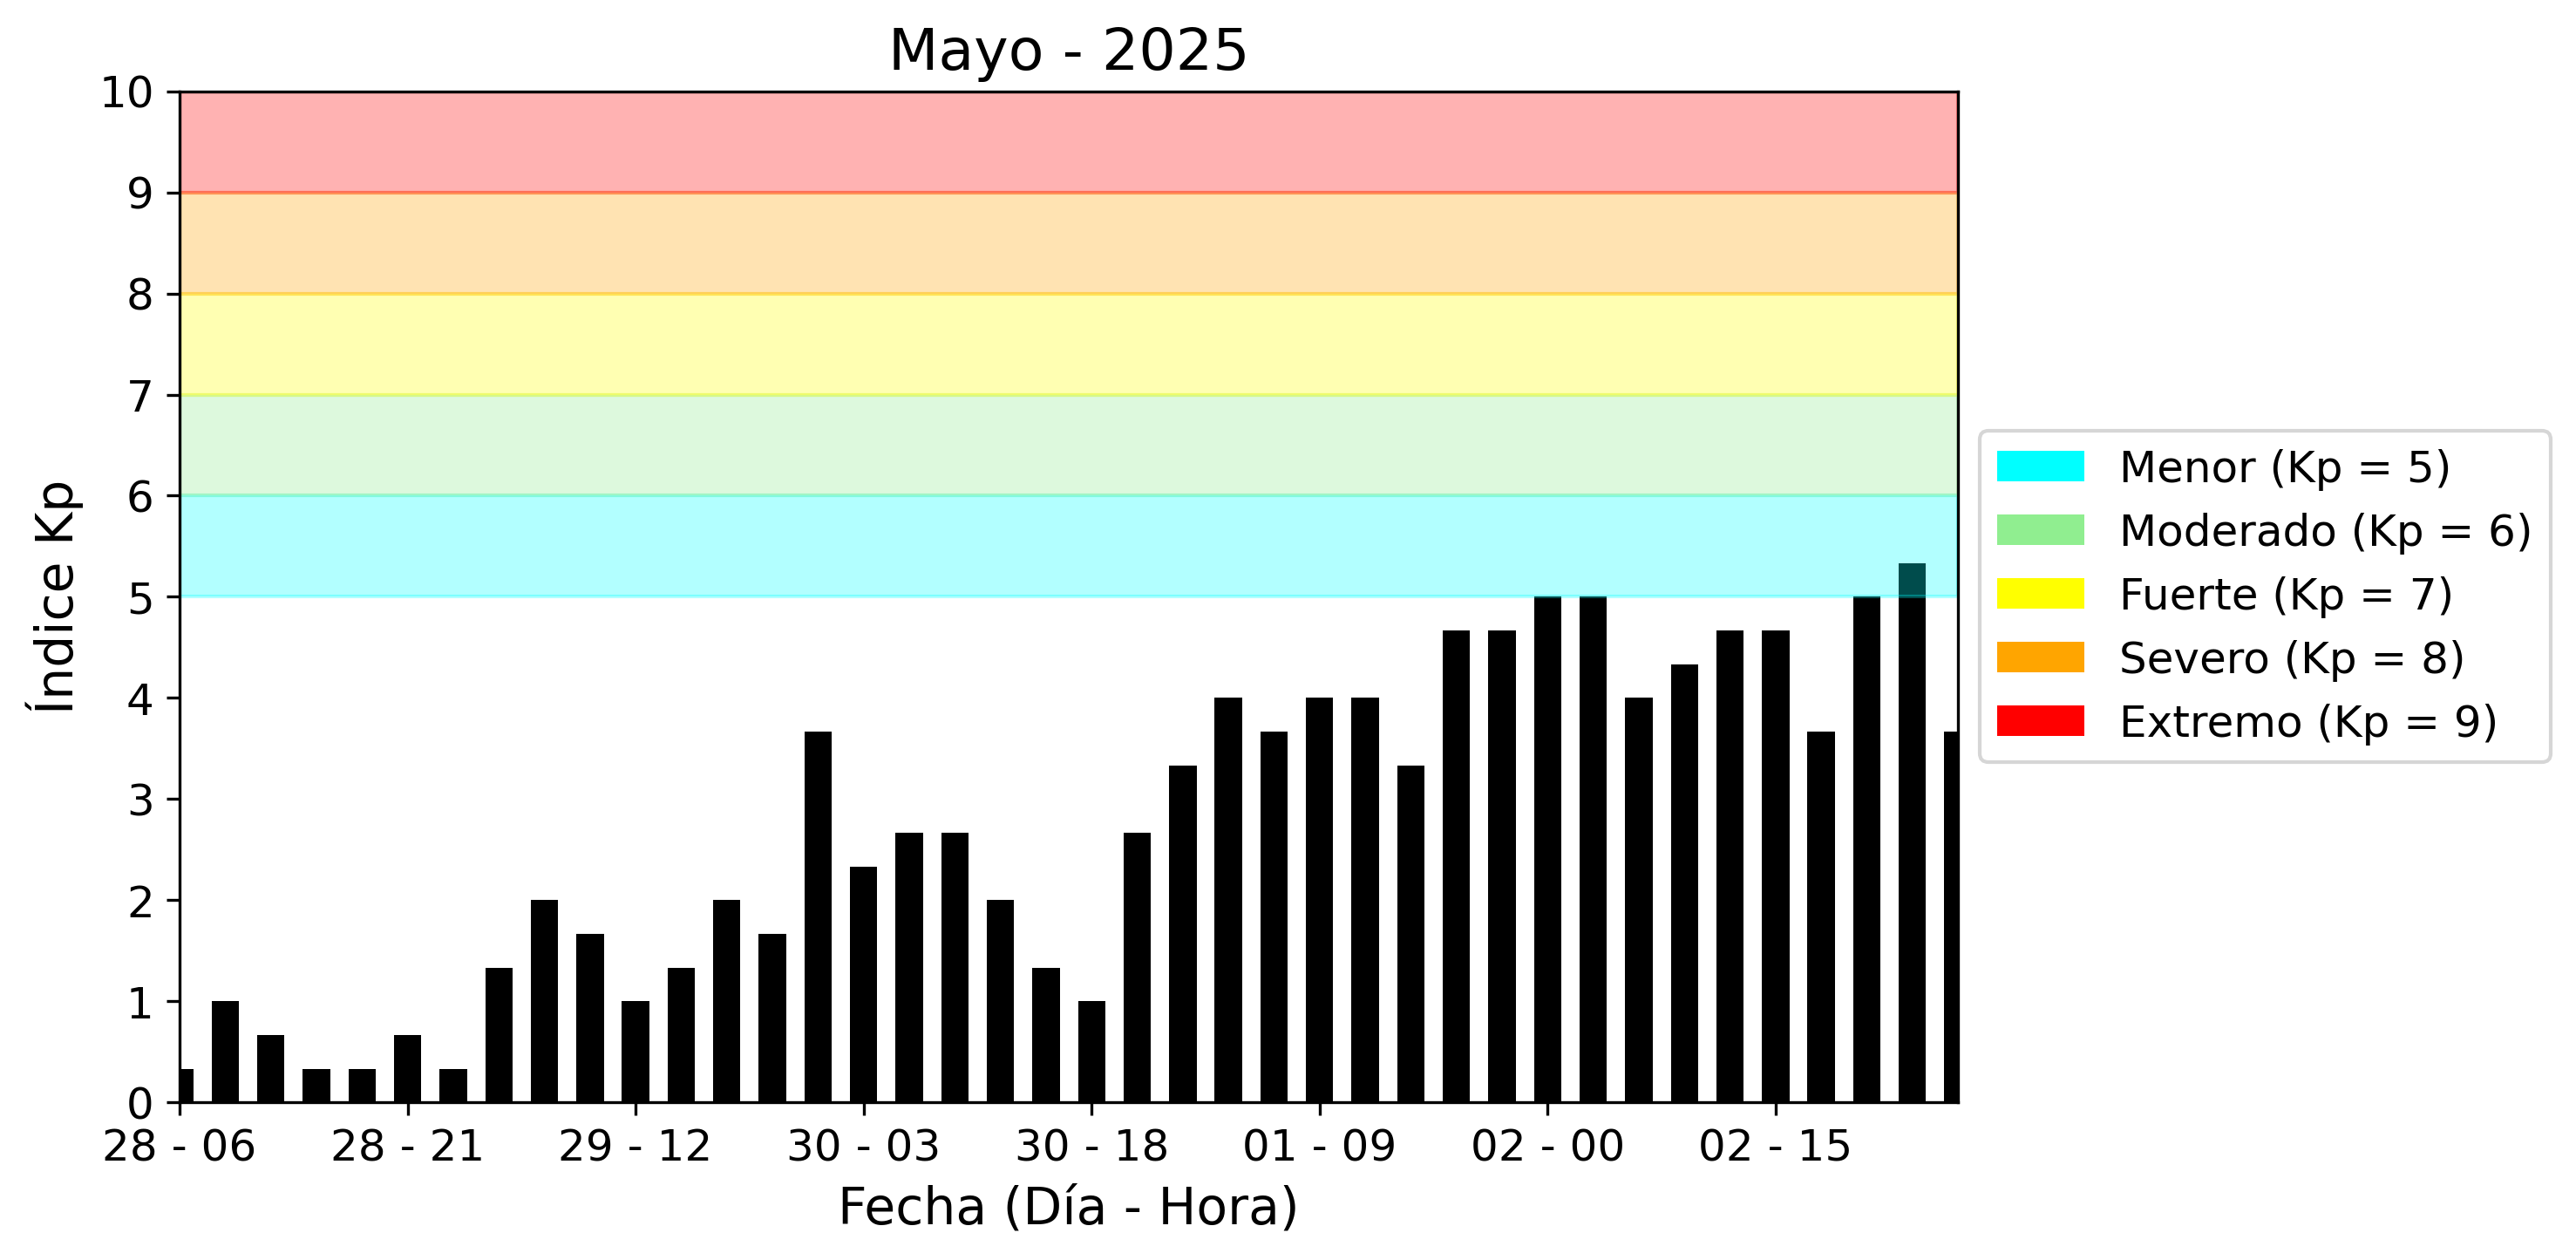 Mayo - 2025
10
9
8
7
6
5
4
3
2
1
0
Índice Kp
28 - 06
28 - 21
29 - 12
30 - 03
30 - 18
01 - 09
02 - 00
02 - 15
Fecha (Día - Hora)
Menor (Kp = 5)
Moderado (Kp = 6)
Fuerte (Kp = 7)
Severo (Kp = 8)
Extremo (Kp = 9)